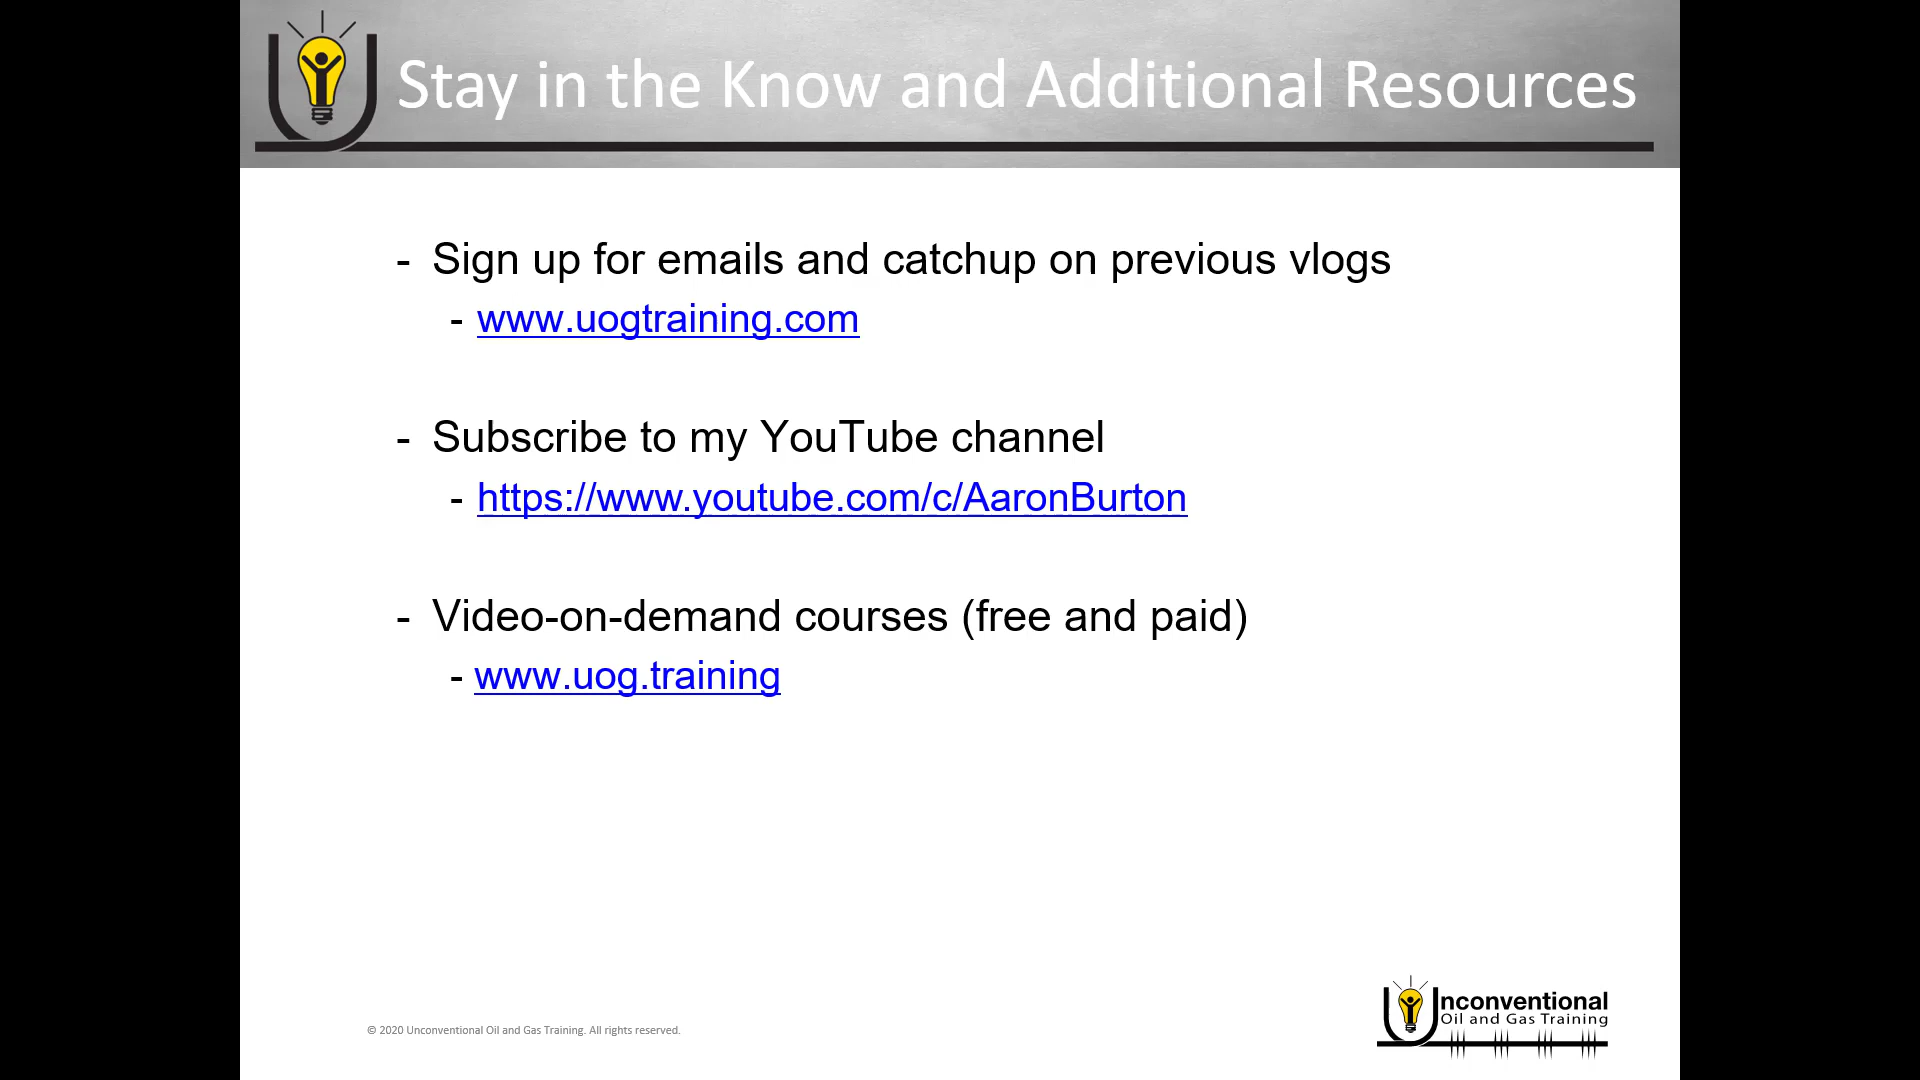 Stay in the Know and Additional Resources
- Sign up for emails and catchup on previous vlogs
- www.uogtraining.com
- Subscribe to my YouTube channel
- https://www.youtube.com/c/AaronBurton
- Video-on-demand courses (free and paid)
- www.uog.training
© 2020 Unconventional Oil and Gas Training. All rights reserved.
Unconventional
Oil and Gas Training